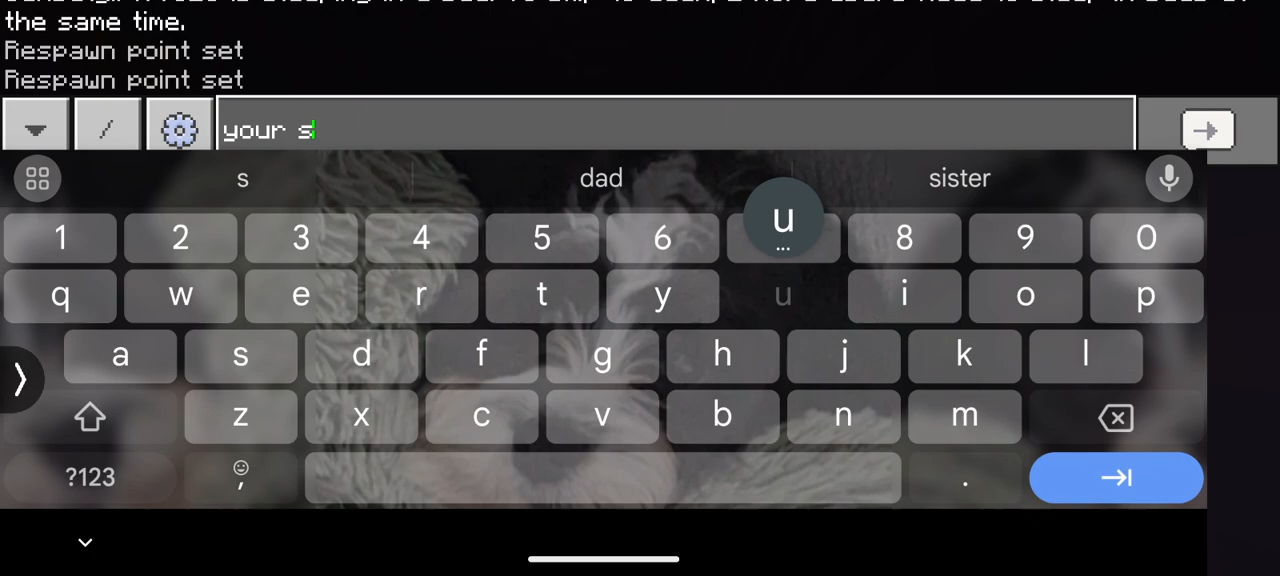 the same time.
Respawn point set
Respawn point set
/ your s
s dad sister
u
1 2 3 4 5 6 8 9 0
q w e r t y u i o p
a s d f g h j k l
z x c v b n m
?123 , .